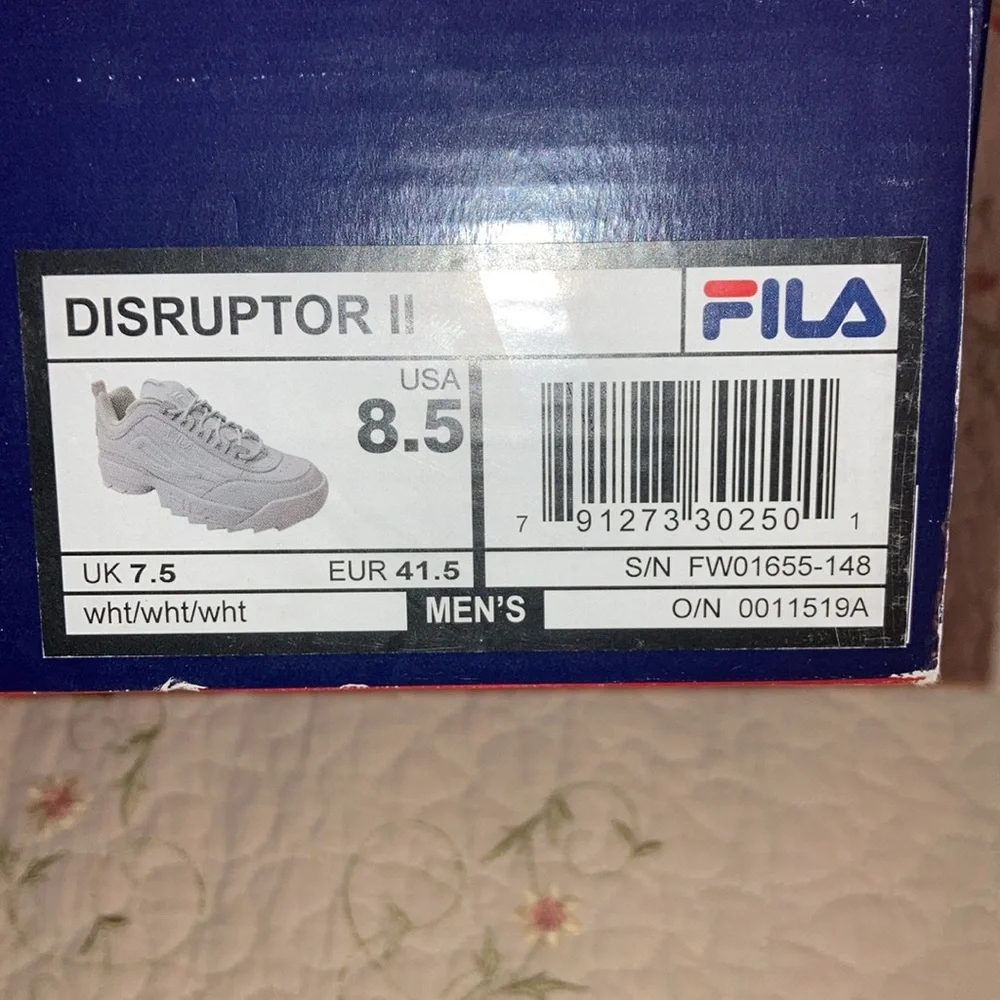 DISRUPTOR II
FILA
USA
8.5
7 91273 30250 1
UK 7.5 EUR 41.5
S/N FW01655-148
wht/wht/wht
MEN'S
O/N 0011519A